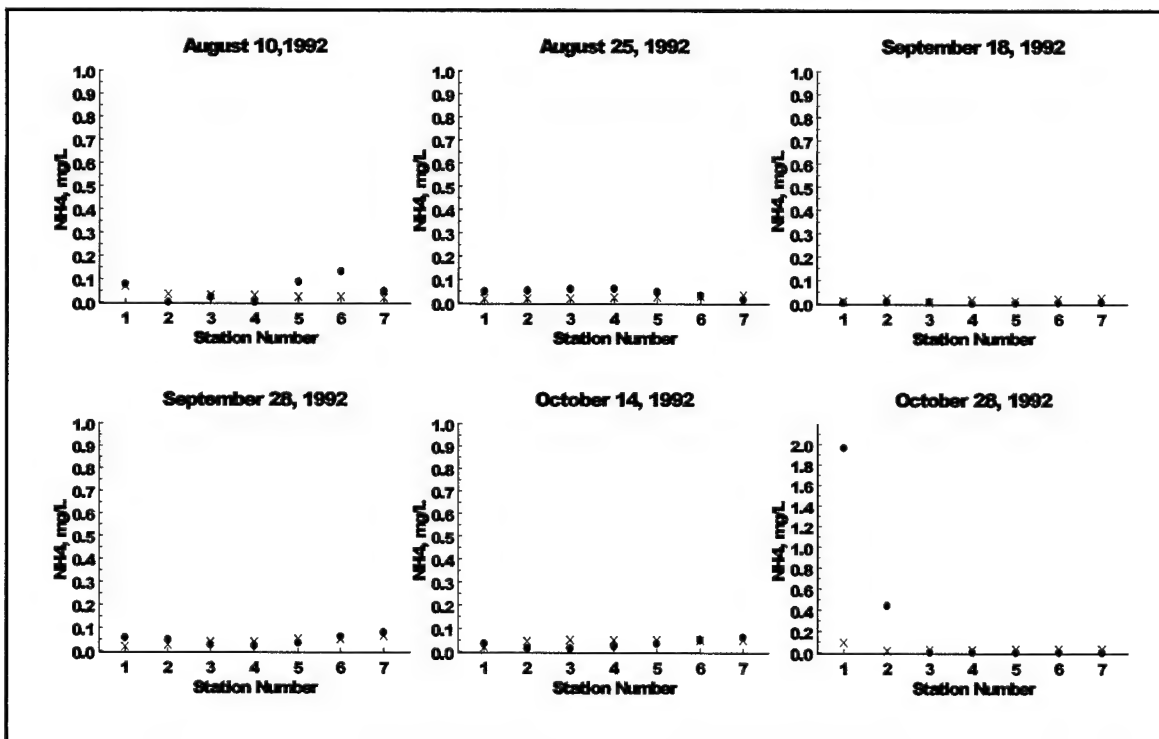 August 10,1992
NH4, mg/L
1.0
0.9
0.8
0.7
0.6
0.5
0.4
0.3
0.2
0.1
0.0
1 2 3 4 5 6 7
Station Number
August 25, 1992
NH4, mg/L
1.0
0.9
0.8
0.7
0.6
0.5
0.4
0.3
0.2
0.1
0.0
1 2 3 4 5 6 7
Station Number
September 18, 1992
NH4, mg/L
1.0
0.9
0.8
0.7
0.6
0.5
0.4
0.3
0.2
0.1
0.0
1 2 3 4 5 6 7
Station Number
September 28, 1992
NH4, mg/L
1.0
0.9
0.8
0.7
0.6
0.5
0.4
0.3
0.2
0.1
0.0
1 2 3 4 5 6 7
Station Number
October 14, 1992
NH4, mg/L
1.0
0.9
0.8
0.7
0.6
0.5
0.4
0.3
0.2
0.1
0.0
1 2 3 4 5 6 7
Station Number
October 28, 1992
NH4, mg/L
2.0
1.8
1.6
1.4
1.2
1.0
0.8
0.6
0.4
0.2
0.0
1 2 3 4 5 6 7
Station Number